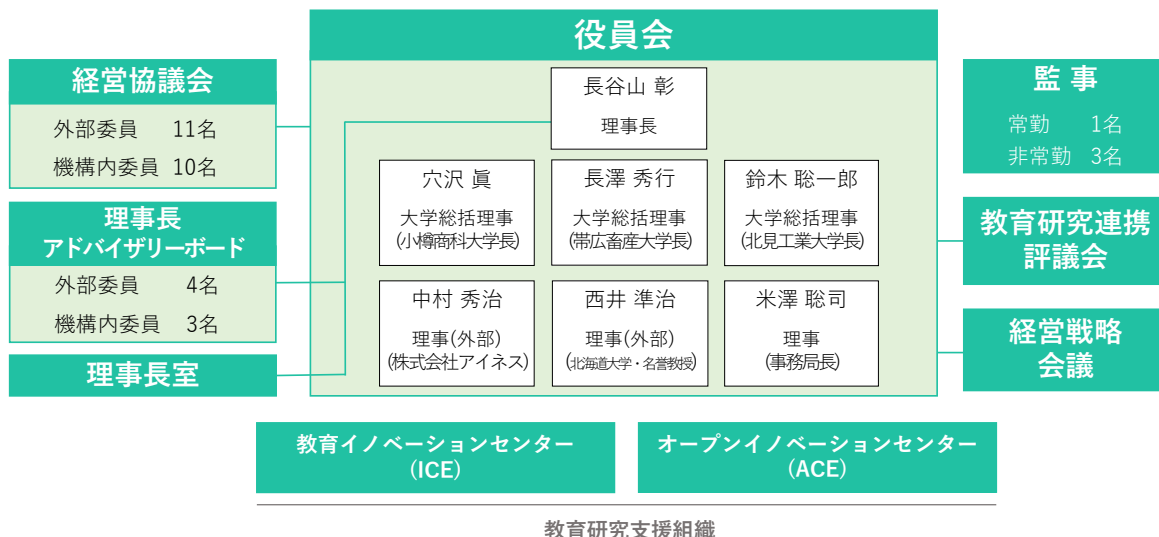 役員会
経営協議会
外部委員 11名
機構内委員 10名
理事長
アドバイザリーボード
外部委員 4名
機構内委員 3名
理事長室
長谷山 彰
理事長
穴沢 眞
大学総括理事
(小樽商科大学長)
長澤 秀行
大学総括理事
(帯広畜産大学長)
鈴木 聡一郎
大学総括理事
(北見工業大学長)
中村 秀治
理事(外部)
(株式会社アイネス)
西井 準治
理事(外部)
(北海道大学・名誉教授)
米澤 聡司
理事
(事務局長)
監 事
常勤 1名
非常勤 3名
教育研究連携
評議会
経営戦略
会議
教育イノベーションセンター
(ICE)
オープンイノベーションセンター
(ACE)
教育研究支援組織